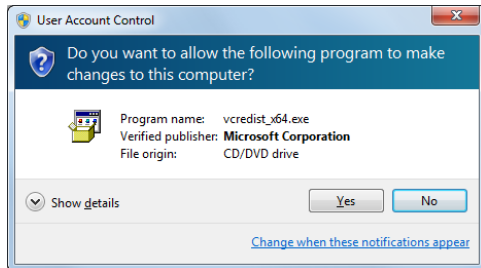 User Account Control
Do you want to allow the following program to make
changes to this computer?
Program name: vcredist_x64.exe
Verified publisher: Microsoft Corporation
File origin: CD/DVD drive
Show details
Yes
No
Change when these notifications appear